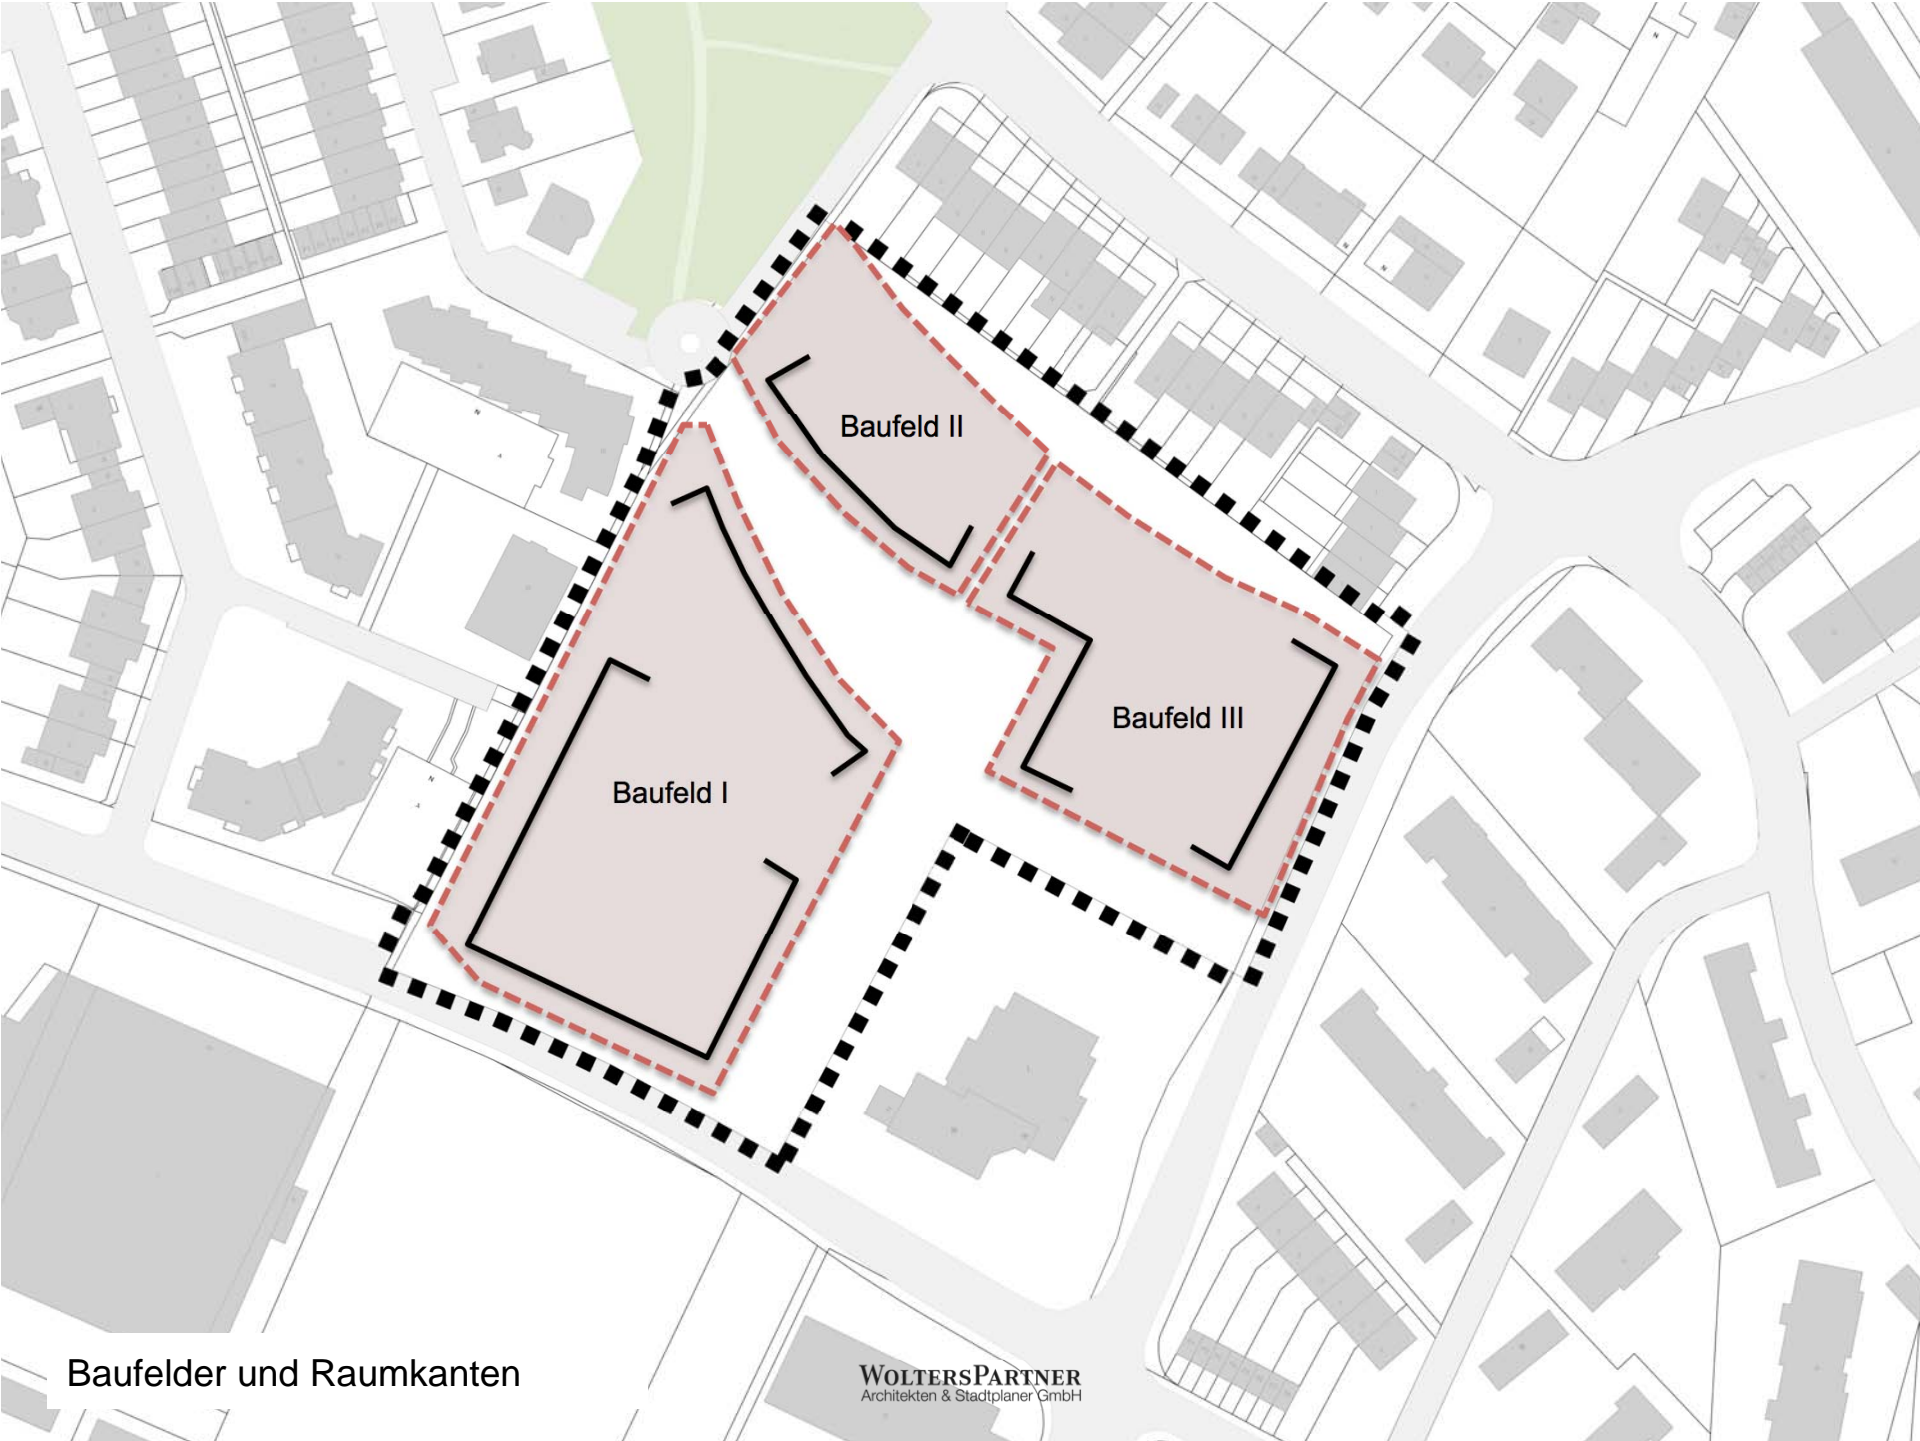 Baufeld II
Baufeld III
Baufeld I
Baufelder und Raumkanten
WOLTERSPARTNER
Architekten & Stadtplaner GmbH